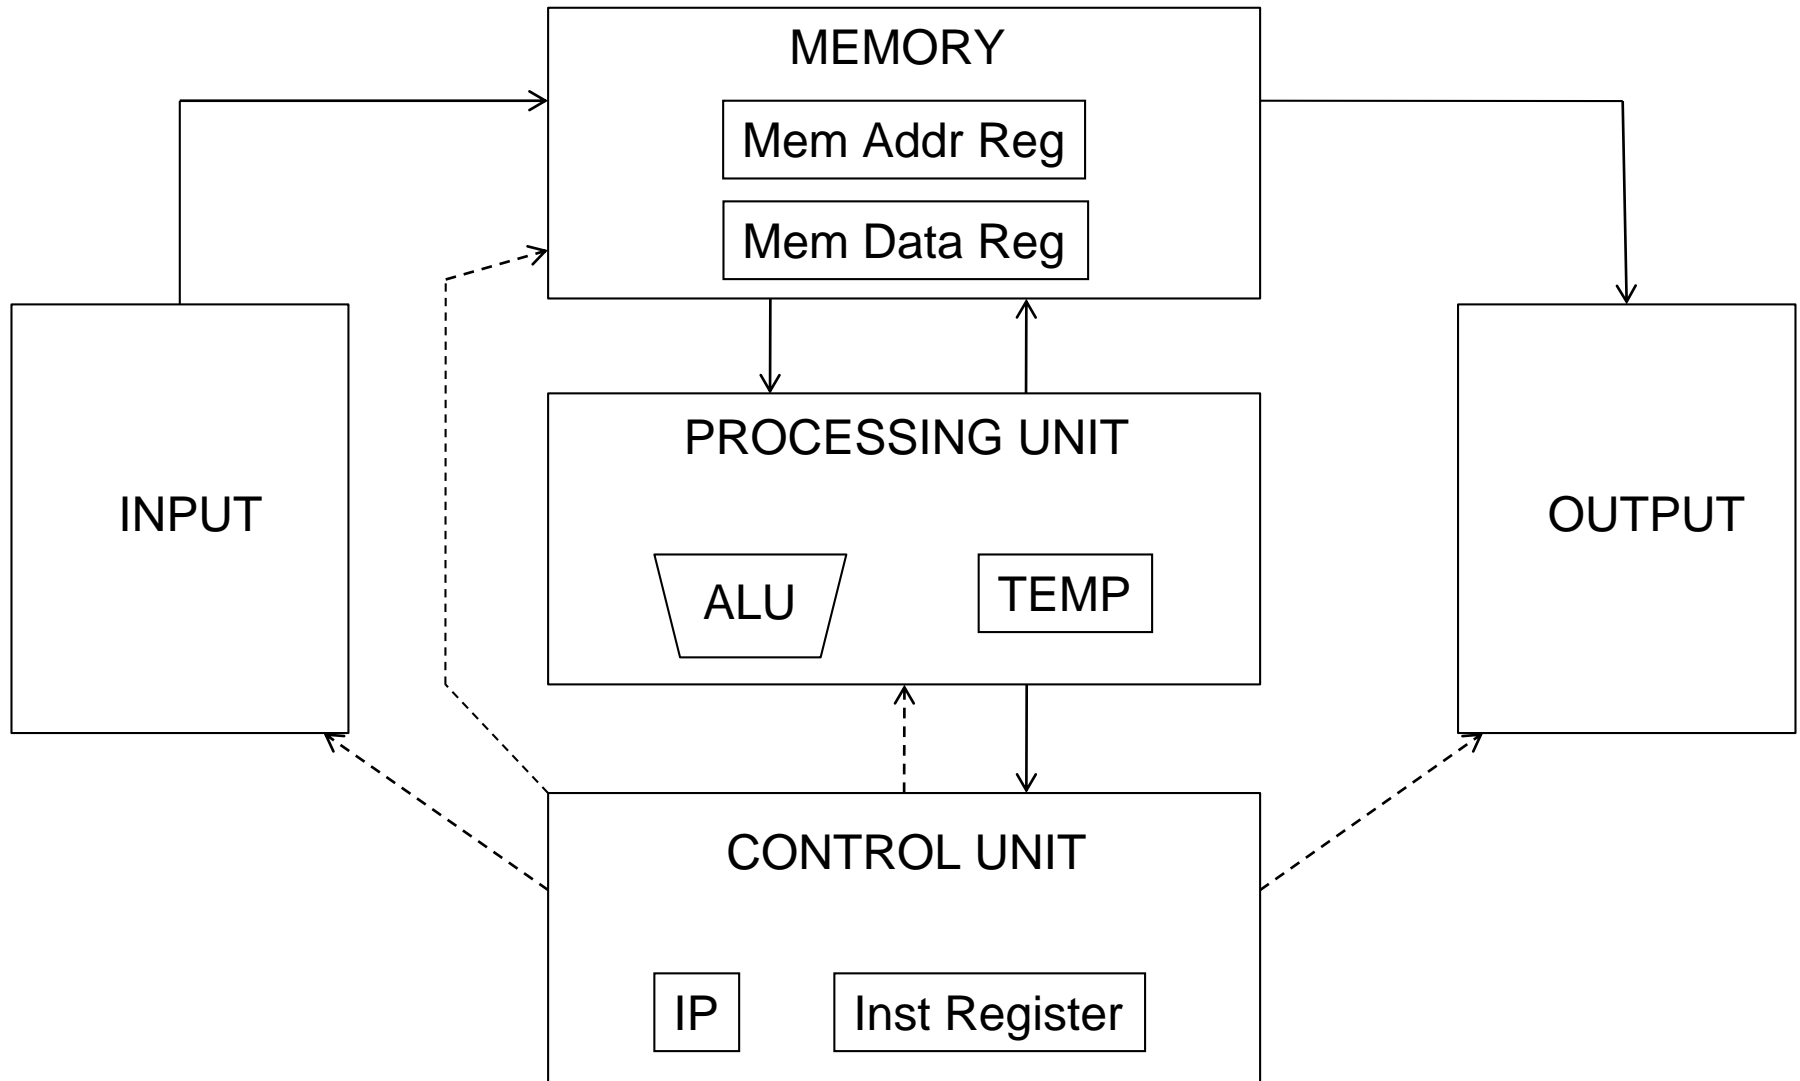 MEMORY
Mem Addr Reg
Mem Data Reg
PROCESSING UNIT
INPUT
OUTPUT
ALU
TEMP
CONTROL UNIT
IP
Inst Register